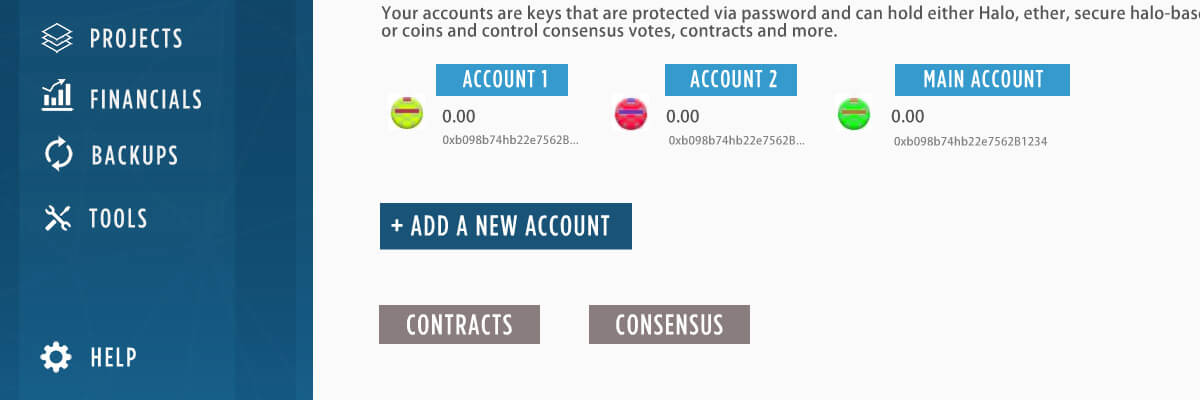 PROJECTS
FINANCIALS
BACKUPS
TOOLS
HELP
Your accounts are keys that are protected via password and can hold either Halo, ether, secure halo-bas
or coins and control consensus votes, contracts and more.
ACCOUNT 1
0.00
0xb098b74hb22e7562B...
ACCOUNT 2
0.00
0xb098b74hb22e7562B...
MAIN ACCOUNT
0.00
0xb098b74hb22e7562B1234
+ ADD A NEW ACCOUNT
CONTRACTS
CONSENSUS